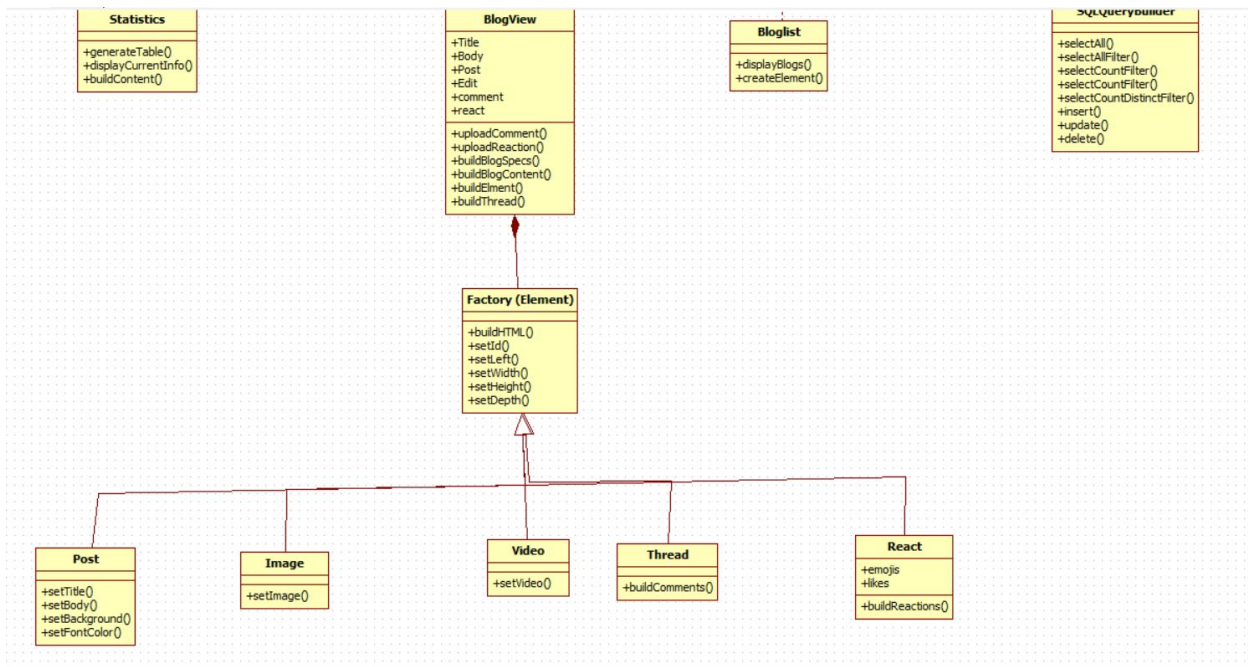 Statistics
+generateTable()
+displayCurrentInfo()
+buildContent()
BlogView
+Title
+Body
+Post
+Edit
+comment
+react
+uploadComment()
+uploadReaction()
+buildBlogSpecs()
+buildBlogContent()
+buildElment()
+buildThread()
Bloglist
+displayBlogs()
+createElement()
SQLQueryBuilder
+selectAll()
+selectAllFilter()
+selectCountFilter()
+selectCountFilter()
+selectCountDistinctFilter()
+insert()
+update()
+delete()
Factory (Element)
+buildHTML()
+setId()
+setLeft()
+setWidth()
+setHeight()
+setDepth()
Post
+setTitle()
+setBody()
+setBackground()
+setFontColor()
Image
+setImage()
Video
+setVideo()
Thread
+buildComments()
React
+emojis
+likes
+buildReactions()